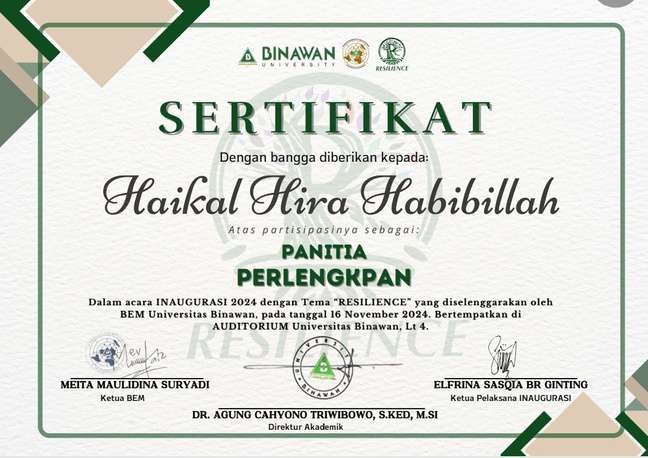 BINAWAN
UNIVERSITY
RESILIENCE
SERTIFIKAT
Dengan bangga diberikan kepada:
Haikal Hira Habibillah
Atas partisipasinya sebagai:
PANITIA
PERLENGKPAN
Dalam acara INAUGURASI 2024 dengan Tema "RESILIENCE" yang diselenggarakan oleh
BEM Universitas Binawan, pada tanggal 16 November 2024. Bertempatkan di
AUDITORIUM Universitas Binawan, Lt 4.
RESILIENCE
UNIVERSITY
BINAWAN
MEITA MAULIDINA SURYADI
Ketua BEM
ELFRINA SASQIA BR GINTING
Ketua Pelaksana INAUGURASI
DR. AGUNG CAHYONO TRIWIBOWO, S.KED, M.SI
Direktur Akademik